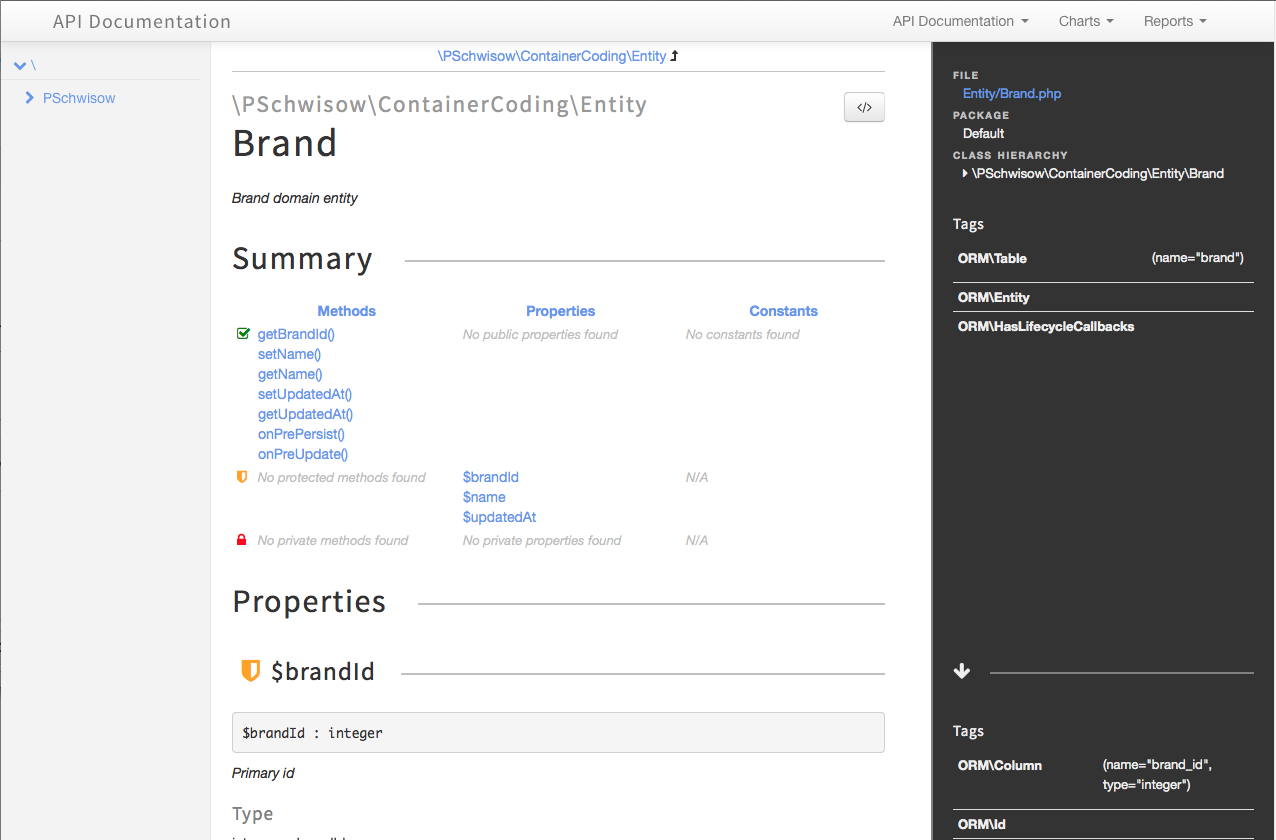 API Documentation
API Documentation Charts Reports
\
PSchwisow
\PSchwisow\ContainerCoding\Entity
\PSchwisow\ContainerCoding\Entity
</>
Brand
Brand domain entity
Summary
Methods Properties Constants
getBrandId() No public properties found No constants found
setName()
getName()
setUpdatedAt()
getUpdatedAt()
onPrePersist()
onPreUpdate()
No protected methods found $brandId N/A
$name
$updatedAt
No private methods found No private properties found N/A
Properties
$brandId
$brandId : integer
Primary id
Type
FILE
Entity/Brand.php
PACKAGE
Default
CLASS HIERARCHY
\PSchwisow\ContainerCoding\Entity\Brand
Tags
ORM\Table (name="brand")
ORM\Entity
ORM\HasLifecycleCallbacks
Tags
ORM\Column (name="brand_id",
type="integer")
ORM\Id